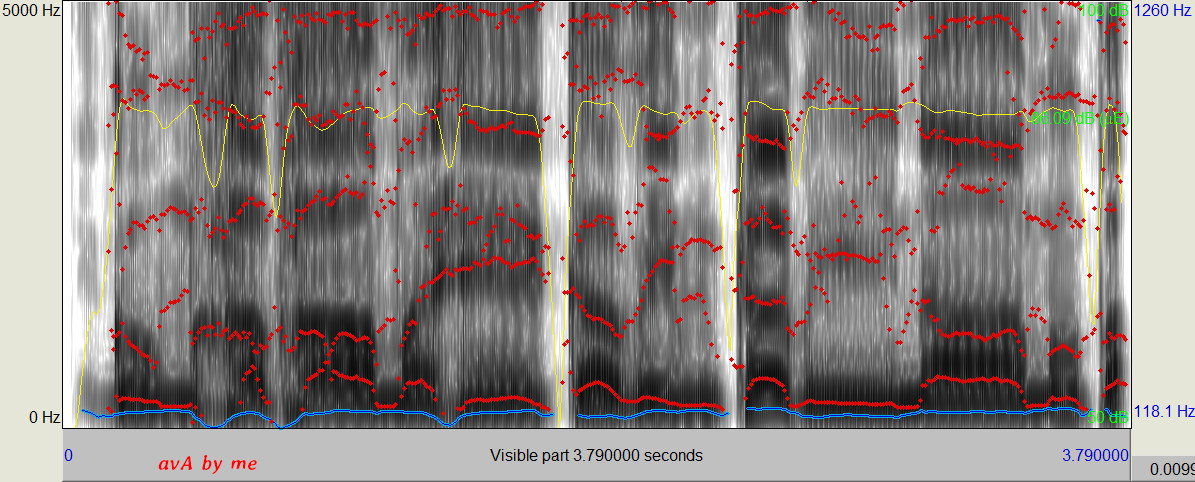 5000 Hz
100 dB
1260 Hz
0 Hz
50 dB
118.1 Hz
0
avA by me
Visible part 3.790000 seconds
3.790000
0.0099